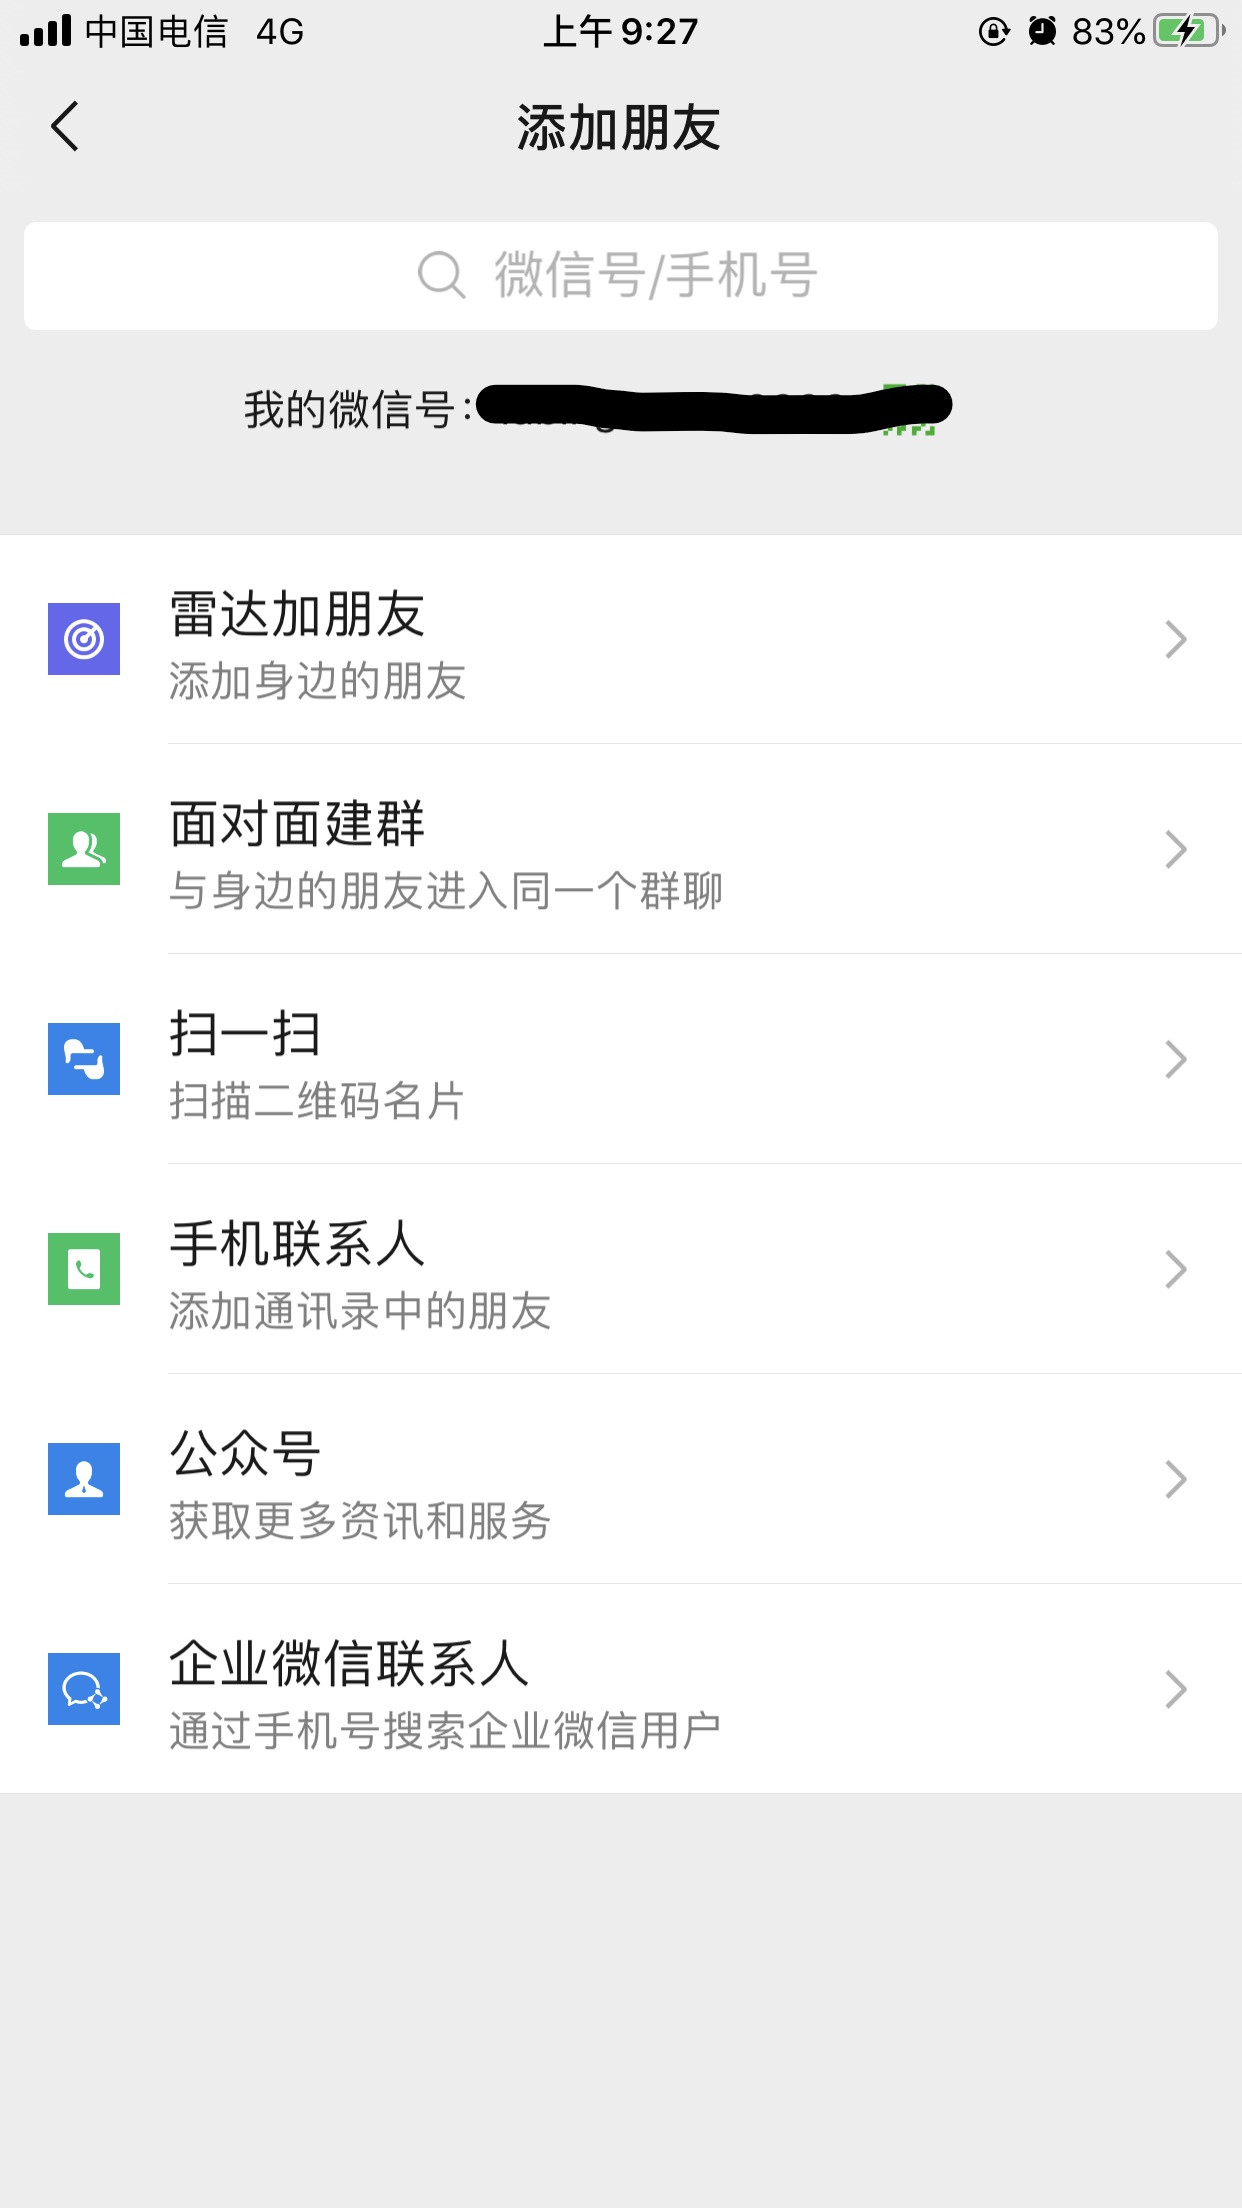 中国电信 4G 上午 9:27 83%
添加朋友
微信号/手机号
我的微信号:
雷达加朋友
添加身边的朋友
面对面建群
与身边的朋友进入同一个群聊
扫一扫
扫描二维码名片
手机联系人
添加通讯录中的朋友
公众号
获取更多资讯和服务
企业微信联系人
通过手机号搜索企业微信用户